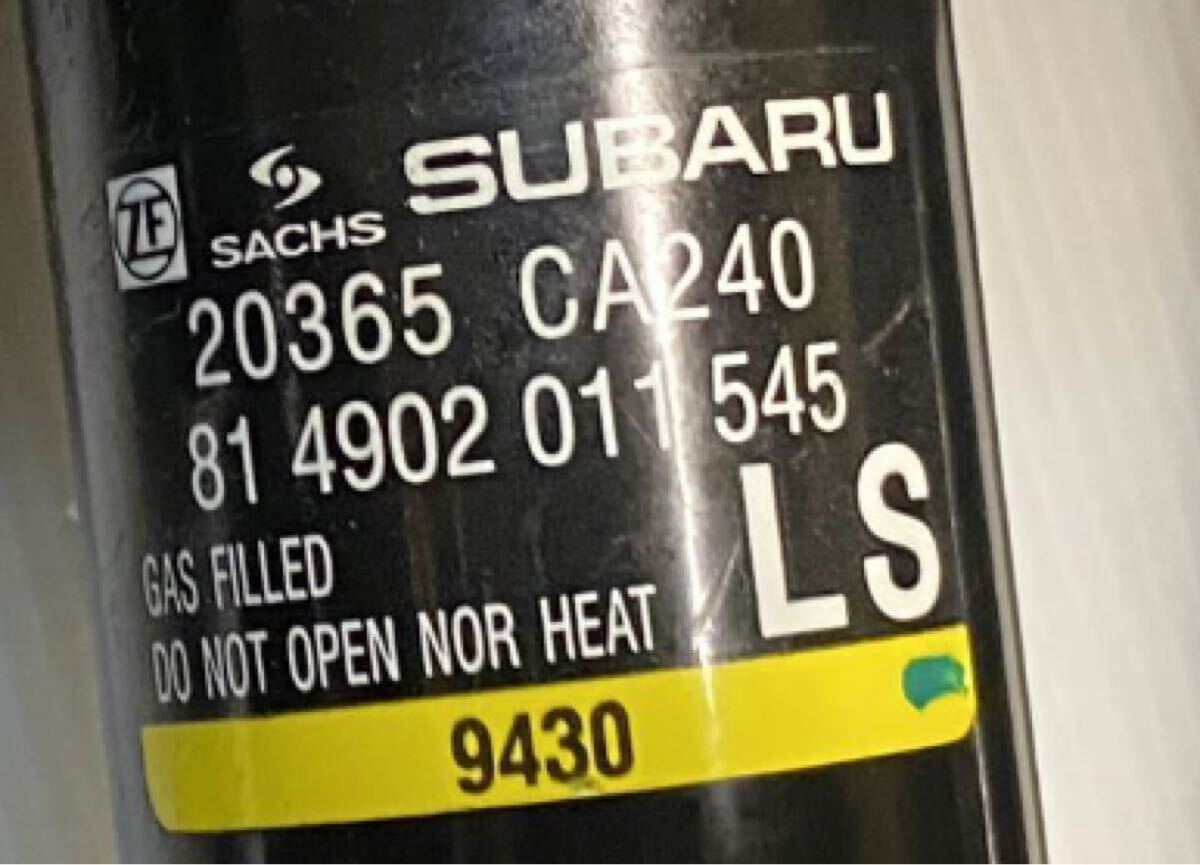 ZF SACHS SUBARU
20365 CA240
81 4902 011 545
LS
GAS FILLED
DO NOT OPEN NOR HEAT
9430